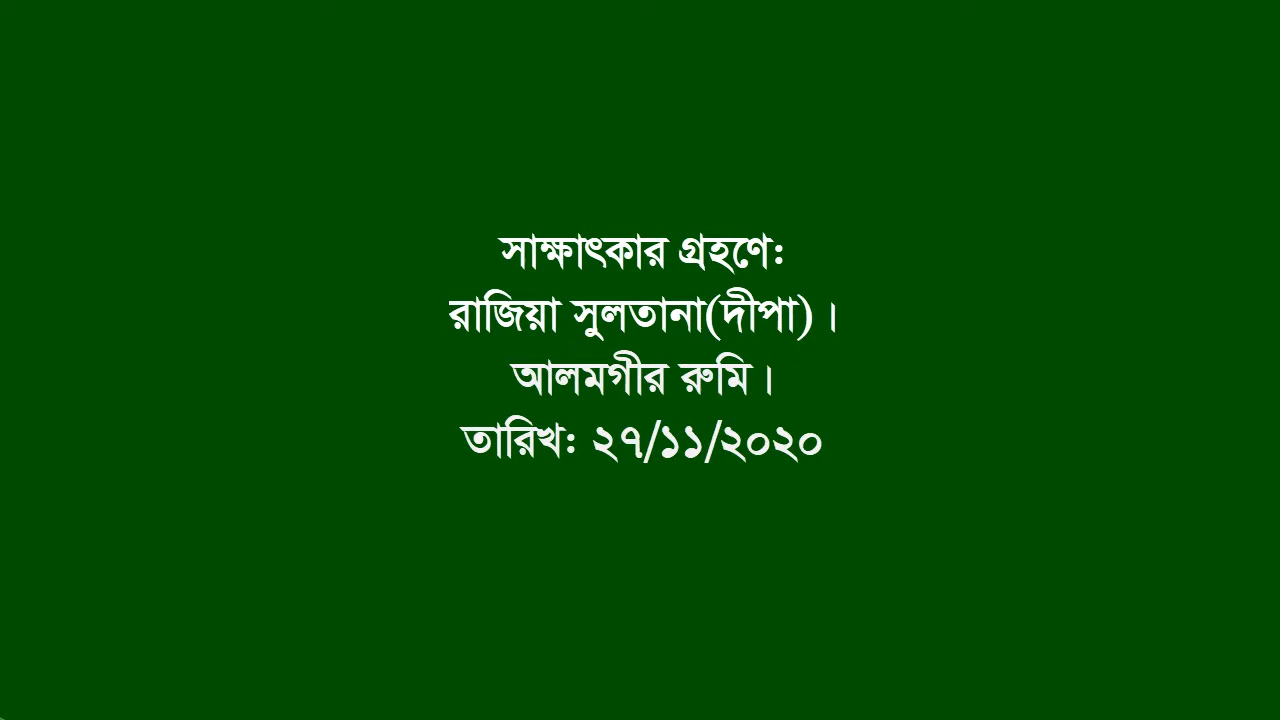 সাক্ষাৎকার গ্রহণে:
রাজিয়া সুলতানা(দীপা)।
আলমগীর রুমি।
তারিখ: ২৭/১১/২০২০